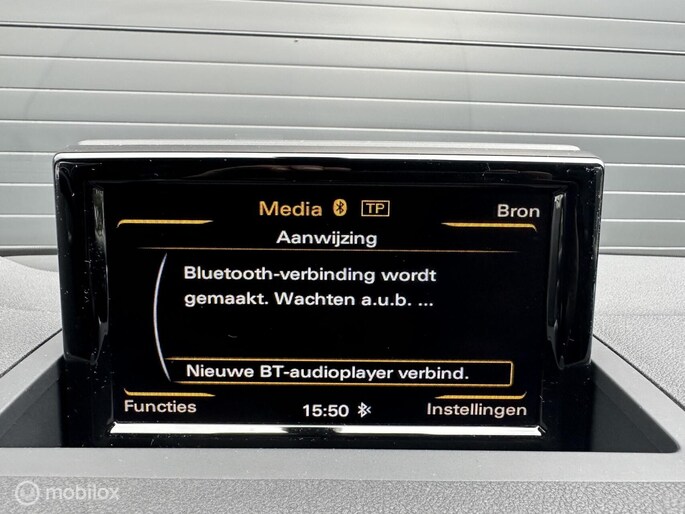 Media TP Bron
Aanwijzing
Bluetooth-verbinding wordt
gemaakt. Wachten a.u.b. ...
Nieuwe BT-audioplayer verbind.
Functies 15:50 Instellingen
mobilox